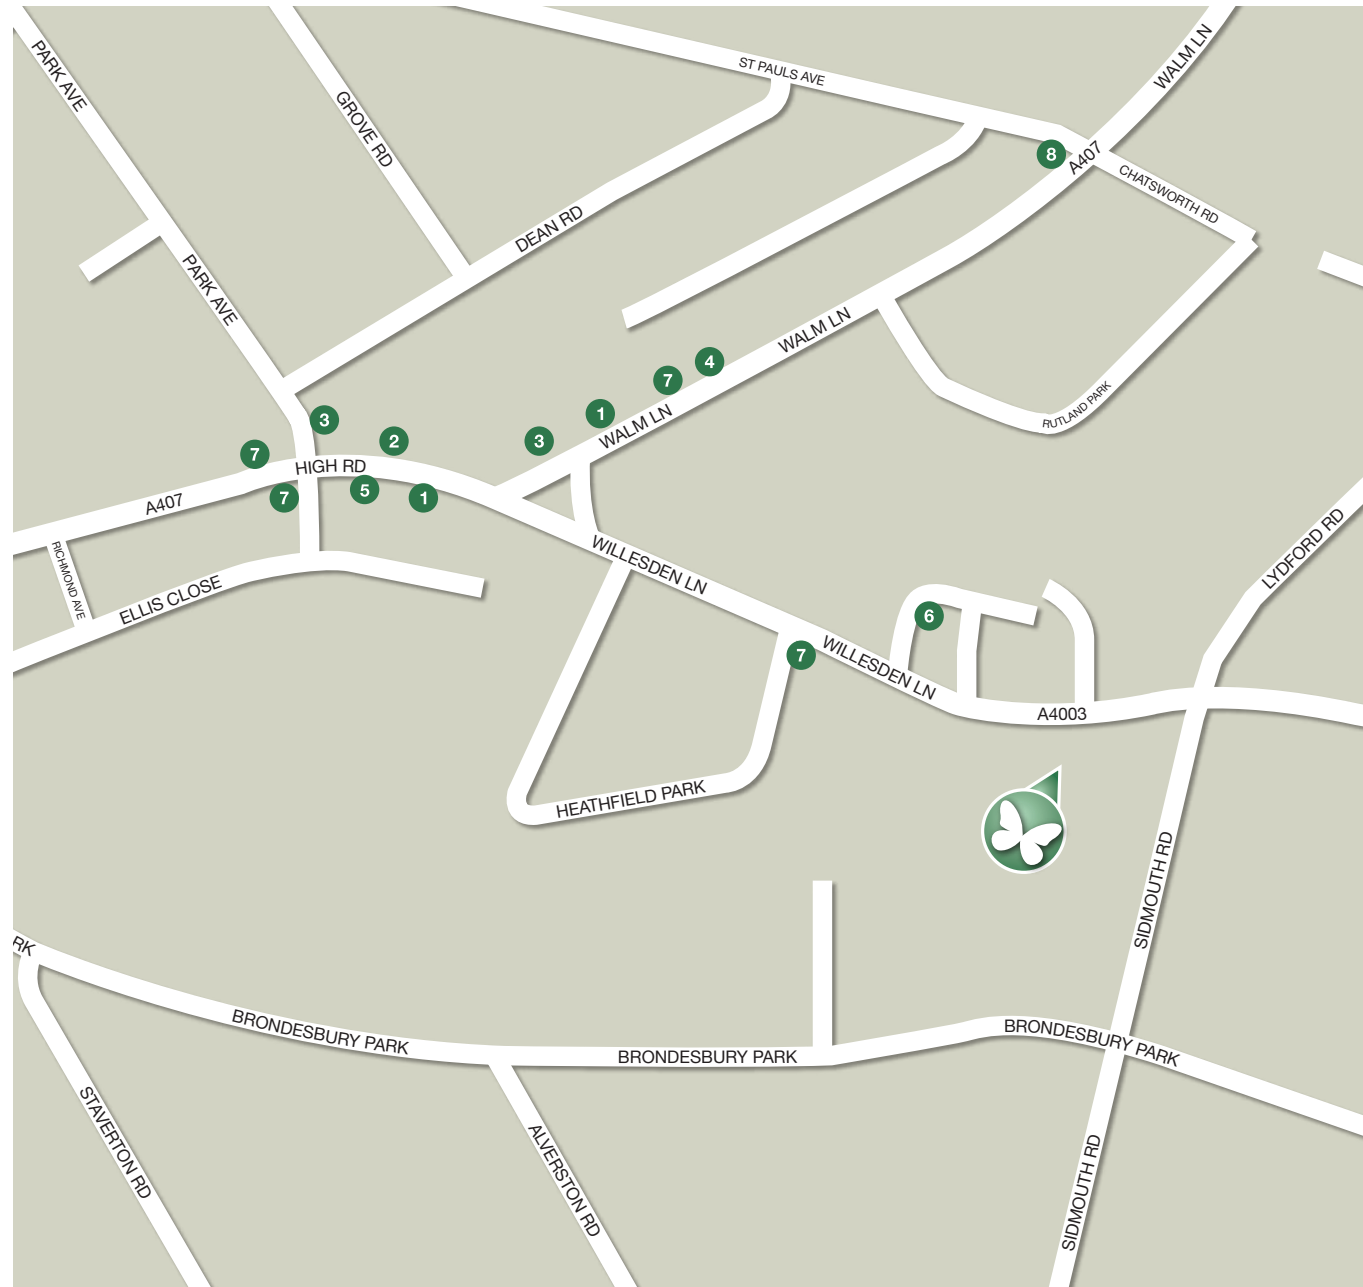 PARK AVE
GROVE RD
ST PAULS AVE
WALM LN
8
A407
CHATSWORTH RD
DEAN RD
PARK AVE
WALM LN
4
7
1
WALM LN
RUTLAND PARK
3
3
2
7
HIGH RD
5
1
7
A407
RICHMOND AVE
ELLIS CLOSE
WILLESDEN LN
LYDFORD RD
6
7
WILLESDEN LN
A4003
HEATHFIELD PARK
SIDMOUTH RD
RK
BRONDESBURY PARK
BRONDESBURY PARK
BRONDESBURY PARK
STAVERTON RD
ALVERSTON RD
SIDMOUTH RD